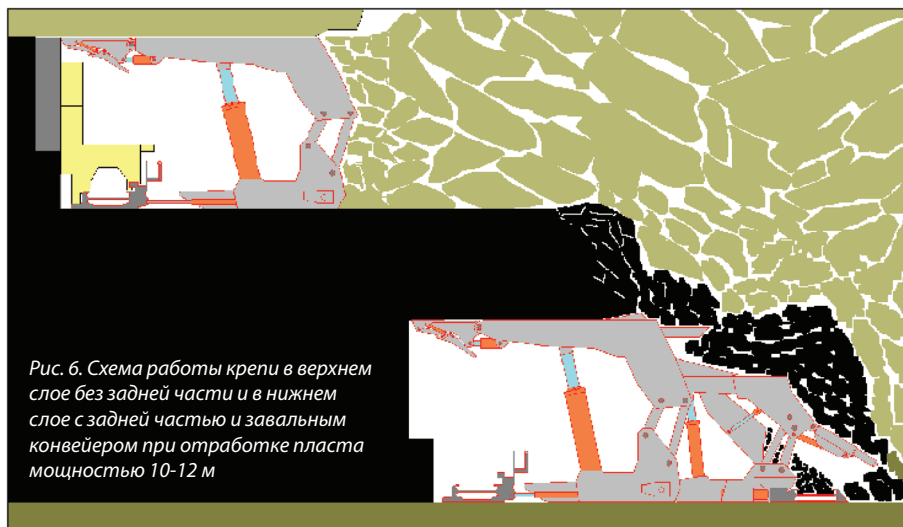 Рис. 6. Схема работы крепи в верхнем
слое без задней части и в нижнем
слое с задней частью и завальным
конвейером при отработке пласта
мощностью 10-12 м